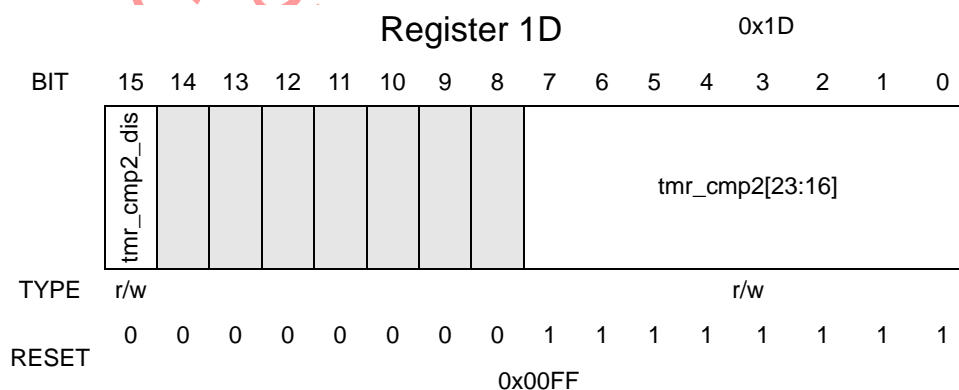 Register 1D 0x1D
BIT 15 14 13 12 11 10 9 8 7 6 5 4 3 2 1 0
tmr_cmp2_dis tmr_cmp2[23:16]
TYPE r/w r/w
RESET 0 0 0 0 0 0 0 0 1 1 1 1 1 1 1 1
0x00FF